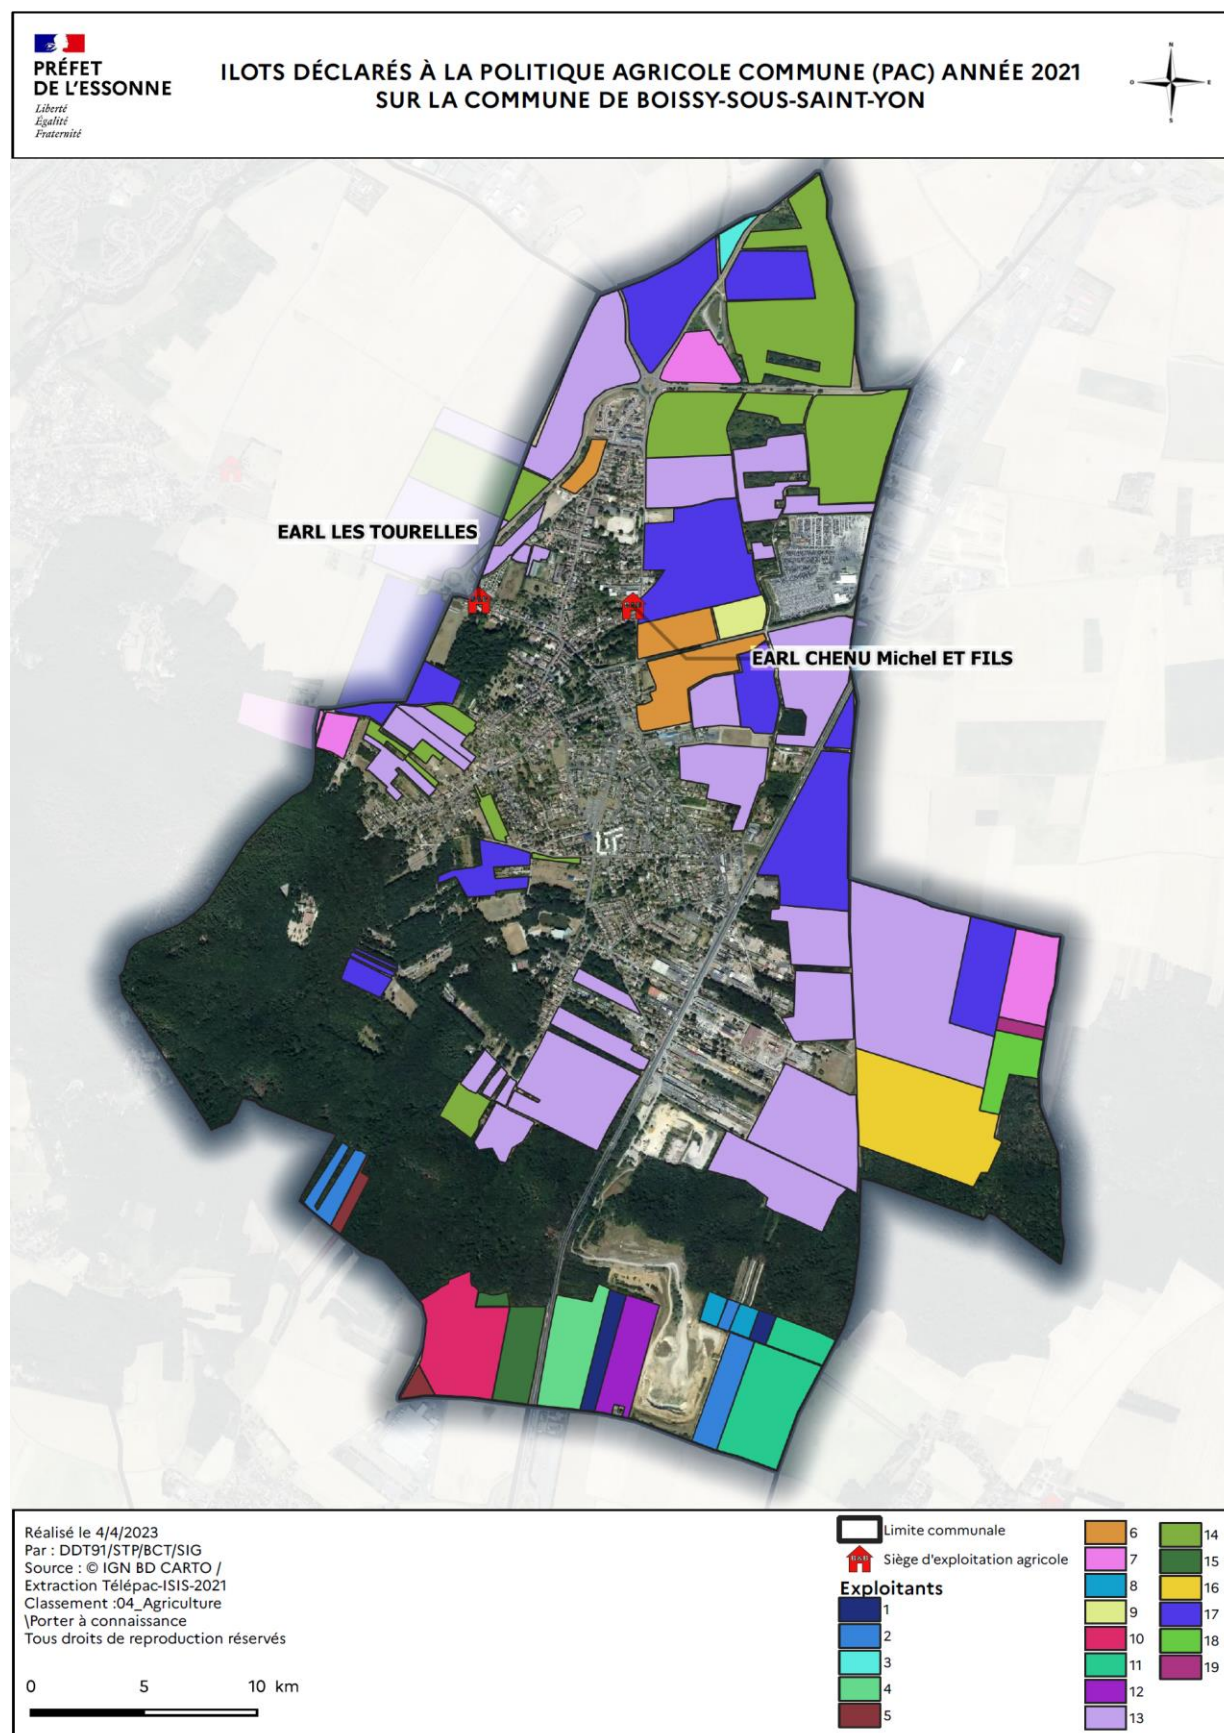 PRÉFET
DE L'ESSONNE
Liberté
Égalité
Fraternité
ILOTS DÉCLARÉS À LA POLITIQUE AGRICOLE COMMUNE (PAC) ANNÉE 2021
SUR LA COMMUNE DE BOISSY-SOUS-SAINT-YON
N
O
E
S
EARL LES TOURELLES
EARL CHENU Michel ET FILS
Réalisé le 4/4/2023
Par : DDT91/STP/BCT/SIG
Source : © IGN BD CARTO /
Extraction Télépac-ISIS-2021
Classement :04_Agriculture
\Porter à connaissance
Tous droits de reproduction réservés
0 5 10 km
Limite communale
Siège d'exploitation agricole
Exploitants
1
2
3
4
5
6
7
8
9
10
11
12
13
14
15
16
17
18
19